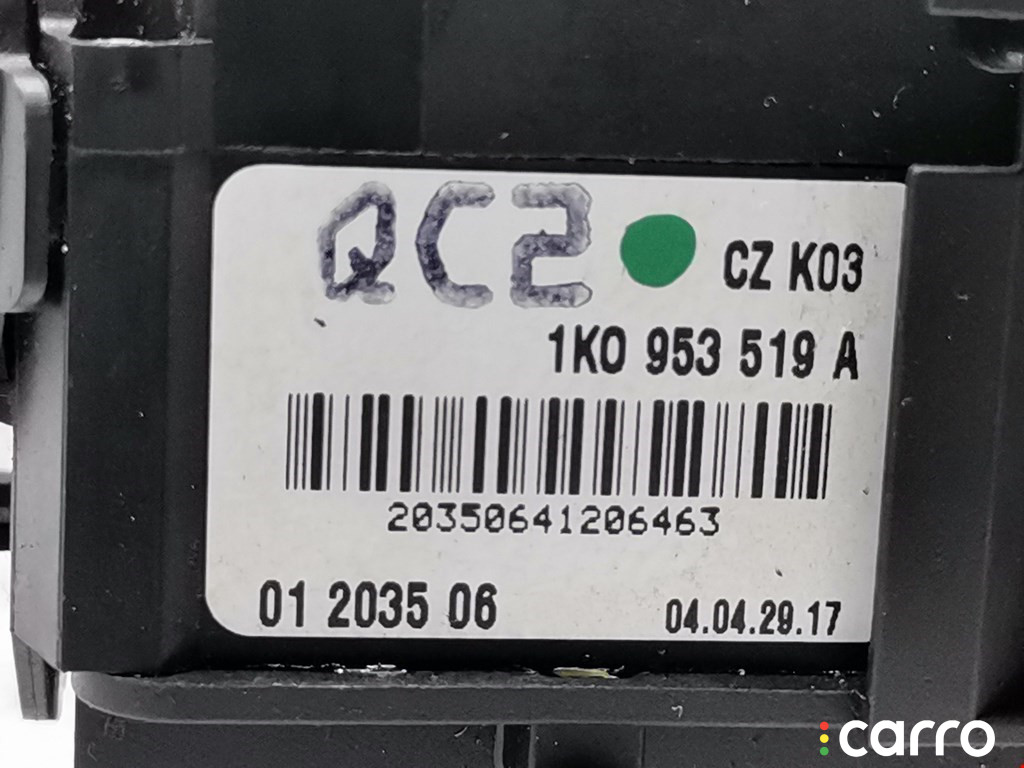 QC2 CZ K03
1K0 953 519 A
20350641206463
01 2035 06 04.04.29.17
carro